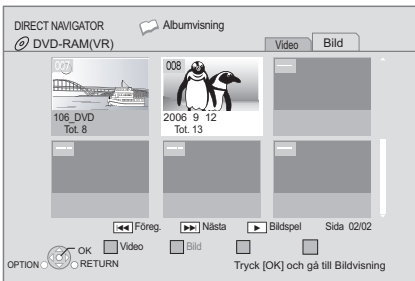 DIRECT NAVIGATOR Albumvisning
DVD-RAM(VR) Video Bild
007 008
106_DVD 2006 9 12
Tot. 8 Tot. 13
Föreg. Nästa Bildspel Sida 02/02
OK Video Bild
OPTION RETURN Tryck [OK] och gå till Bildvisning